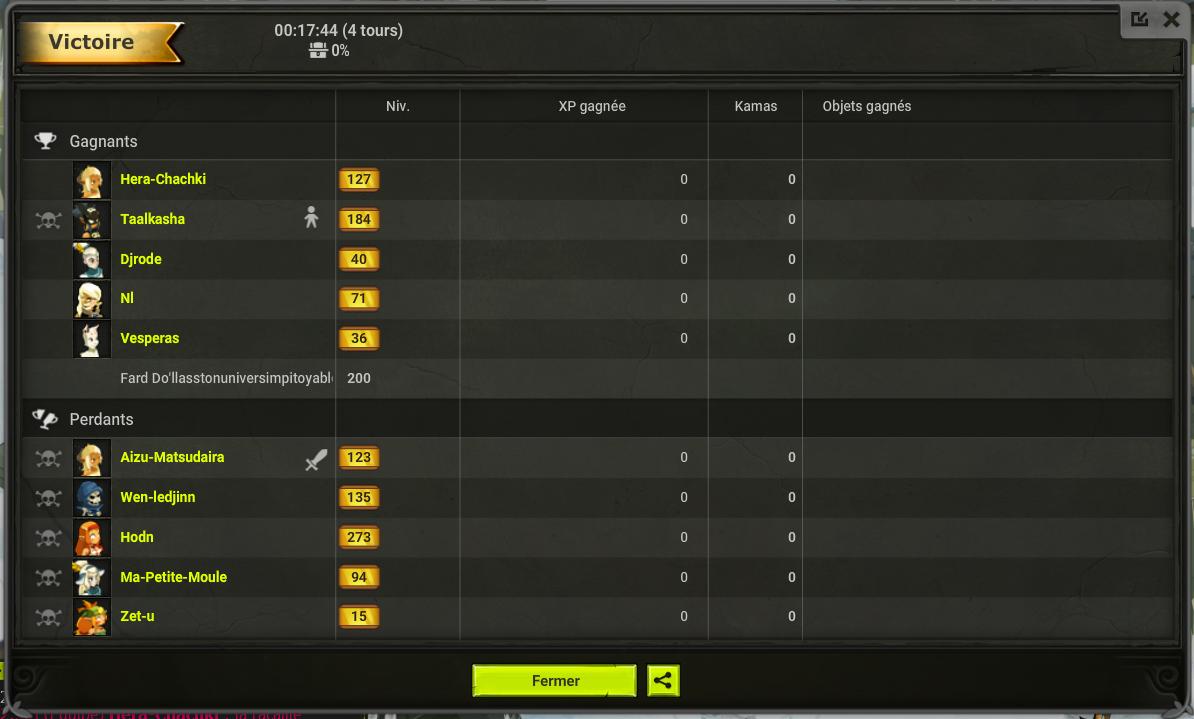 Victoire
00:17:44 (4 tours)
0%
Niv. XP gagnée Kamas Objets gagnés
Gagnants
Hera-Chachki 127 0 0
Taalkasha 184 0 0
Djrode 40 0 0
Nl 71 0 0
Vesperas 36 0 0
Fard Do'llasstonuniversimpitoyabl 200
Perdants
Aizu-Matsudaira 123 0 0
Wen-ledjinn 135 0 0
Hodn 273 0 0
Ma-Petite-Moule 94 0 0
Zet-u 15 0 0
Fermer
Hera-Chachki